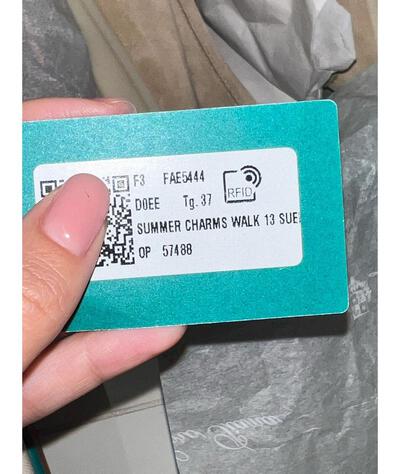 F3 FAE5444
RFID
D0EE Tg. 37
SUMMER CHARMS WALK 13 SUE
OP 57488